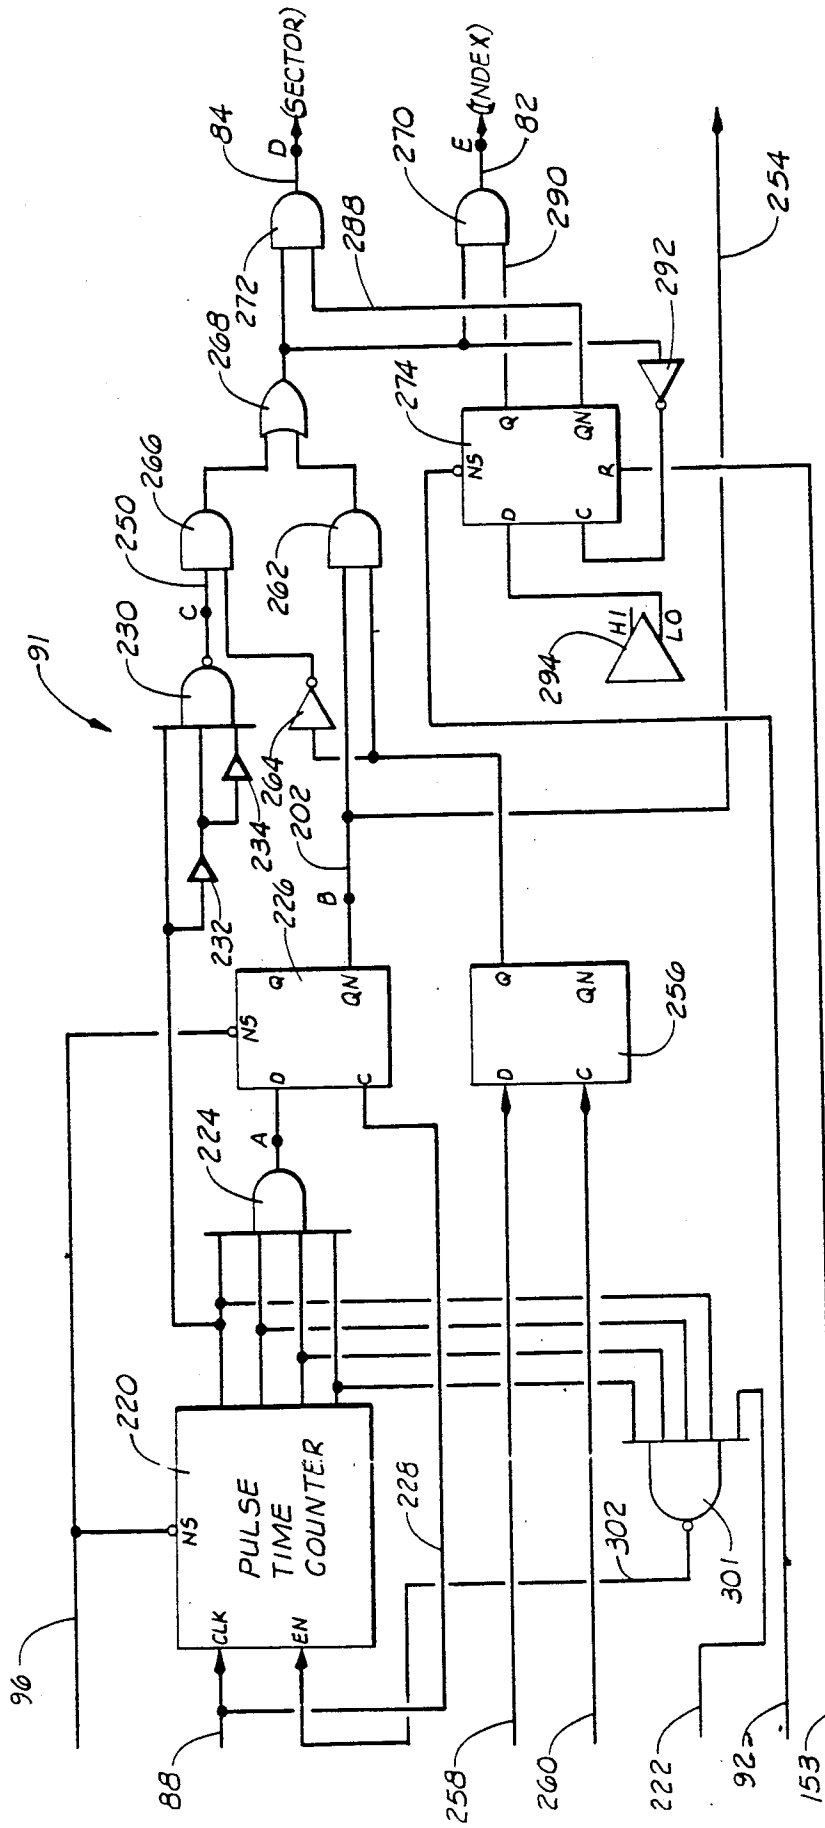 91
96
NS
220
CLK
EN
PULSE
TIME
COUNTER
88
228
302
301
224
A
NS
D
Q
C
QN
226
B
202
232
234
230
C
250
266
264
262
268
272
84
D
(SECTOR)
288
270
E
(INDEX)
82
290
292
274
NS
D
Q
C
QN
R
294
HI
LO
254
D
Q
C
QN
256
258
260
222
92
153